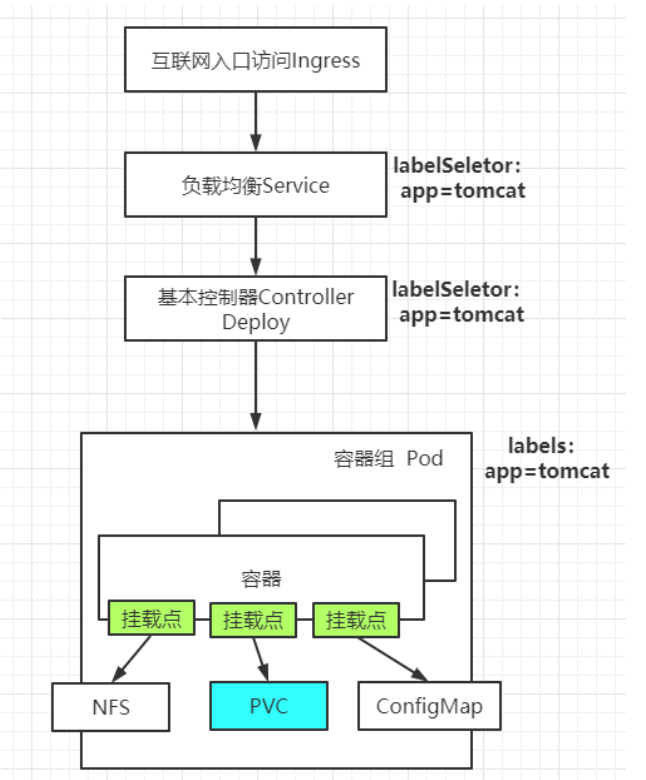 互联网入口访问Ingress
负载均衡Service
labelSeletor:
app=tomcat
基本控制器Controller
Deploy
labelSeletor:
app=tomcat
容器组 Pod
labels:
app=tomcat
容器
挂载点
挂载点
挂载点
NFS
PVC
ConfigMap